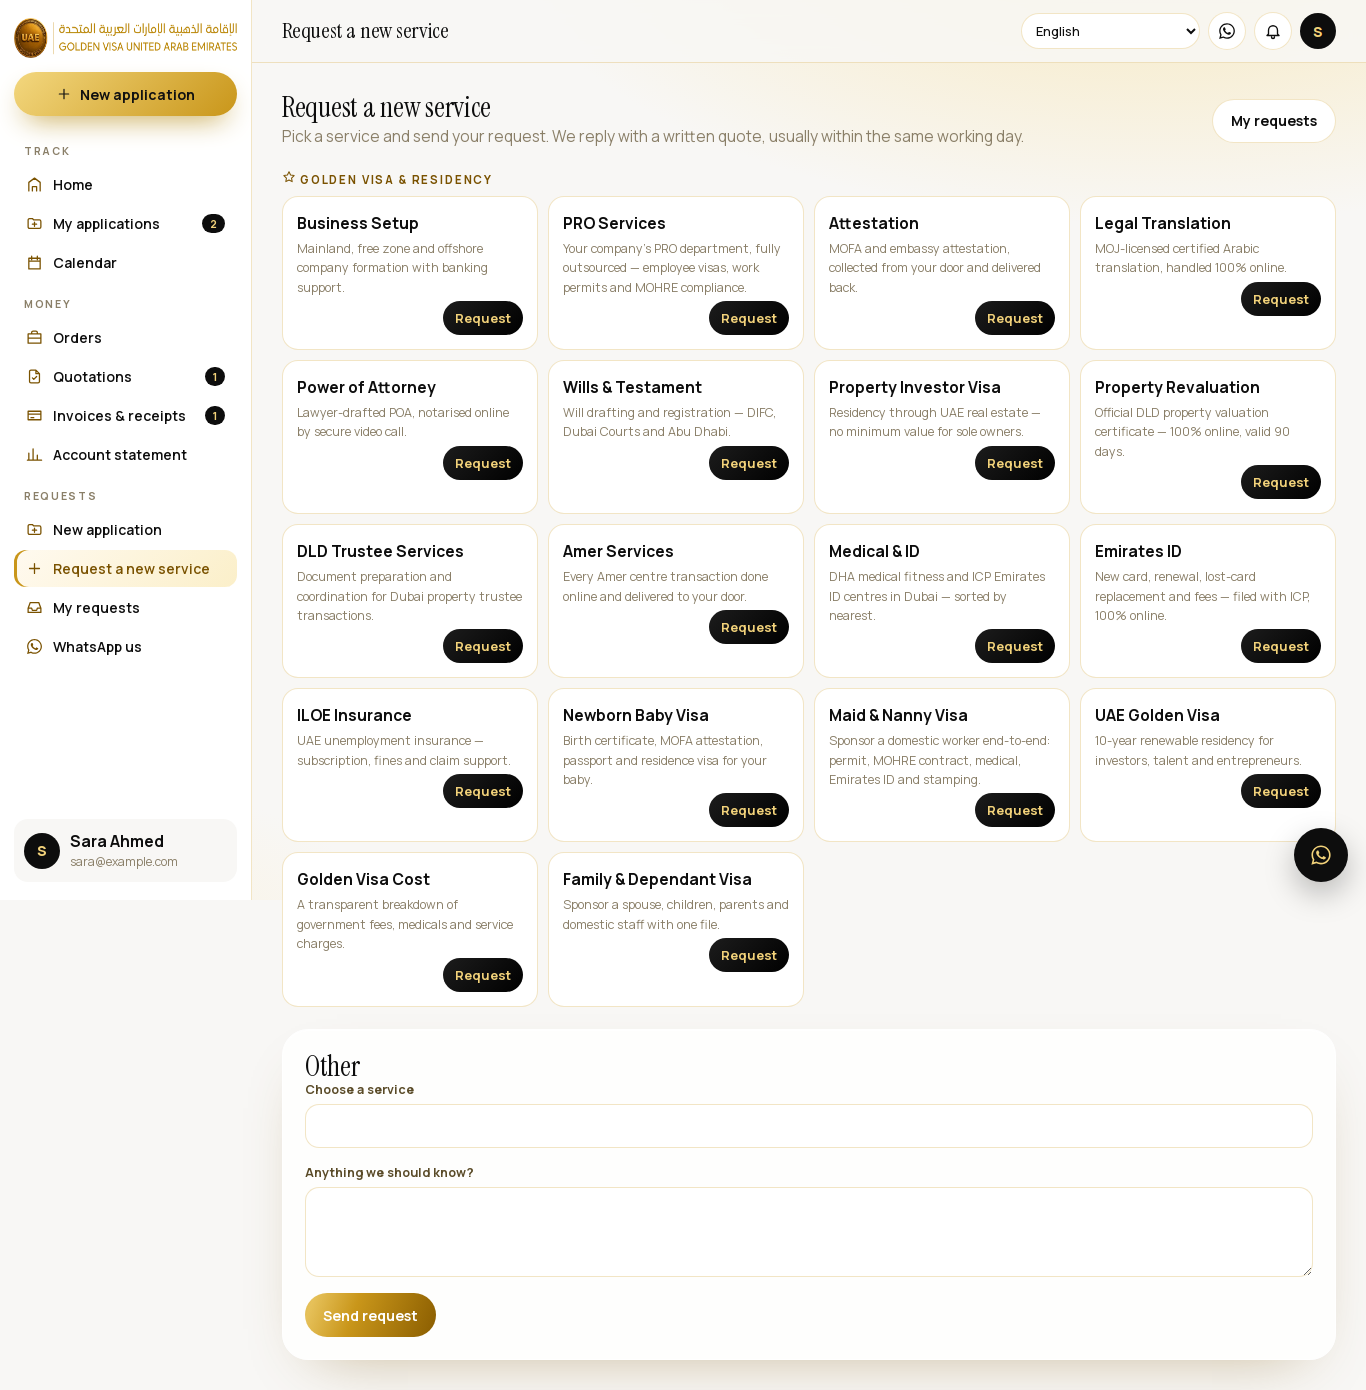 UAE
الإقامة الذهبية الإمارات العربية المتحدة
GOLDEN VISA UNITED ARAB EMIRATES
New application
TRACK
Home
My applications 2
Calendar
MONEY
Orders
Quotations 1
Invoices & receipts 1
Account statement
REQUESTS
New application
Request a new service
My requests
WhatsApp us
S
Sara Ahmed
sara@example.com
Request a new service
English
S
Request a new service
Pick a service and send your request. We reply with a written quote, usually within the same working day.
My requests
GOLDEN VISA & RESIDENCY
Business Setup
Mainland, free zone and offshore
company formation with banking
support.
Request
PRO Services
Your company's PRO department, fully
outsourced — employee visas, work
permits and MOHRE compliance.
Request
Attestation
MOFA and embassy attestation,
collected from your door and delivered
back.
Request
Legal Translation
MOJ-licensed certified Arabic
translation, handled 100% online.
Request
Power of Attorney
Lawyer-drafted POA, notarised online
by secure video call.
Request
Wills & Testament
Will drafting and registration — DIFC,
Dubai Courts and Abu Dhabi.
Request
Property Investor Visa
Residency through UAE real estate —
no minimum value for sole owners.
Request
Property Revaluation
Official DLD property valuation
certificate — 100% online, valid 90
days.
Request
DLD Trustee Services
Document preparation and
coordination for Dubai property trustee
transactions.
Request
Amer Services
Every Amer centre transaction done
online and delivered to your door.
Request
Medical & ID
DHA medical fitness and ICP Emirates
ID centres in Dubai — sorted by
nearest.
Request
Emirates ID
New card, renewal, lost-card
replacement and fees — filed with ICP,
100% online.
Request
ILOE Insurance
UAE unemployment insurance —
subscription, fines and claim support.
Request
Newborn Baby Visa
Birth certificate, MOFA attestation,
passport and residence visa for your
baby.
Request
Maid & Nanny Visa
Sponsor a domestic worker end-to-end:
permit, MOHRE contract, medical,
Emirates ID and stamping.
Request
UAE Golden Visa
10-year renewable residency for
investors, talent and entrepreneurs.
Request
Golden Visa Cost
A transparent breakdown of
government fees, medicals and service
charges.
Request
Family & Dependant Visa
Sponsor a spouse, children, parents and
domestic staff with one file.
Request
Other
Choose a service
Anything we should know?
Send request